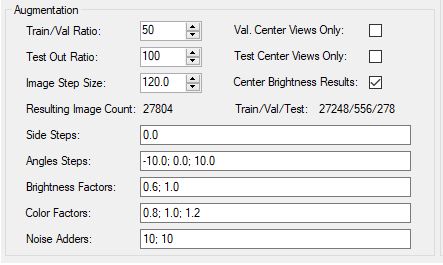 Augmentation
Train/Val Ratio: 50 Val. Center Views Only:
Test Out Ratio: 100 Test Center Views Only:
Image Step Size: 120.0 Center Brightness Results:
Resulting Image Count: 27804 Train/Val/Test: 27248/556/278
Side Steps: 0.0
Angles Steps: -10.0; 0.0; 10.0
Brightness Factors: 0.6; 1.0
Color Factors: 0.8; 1.0; 1.2
Noise Adders: 10; 10